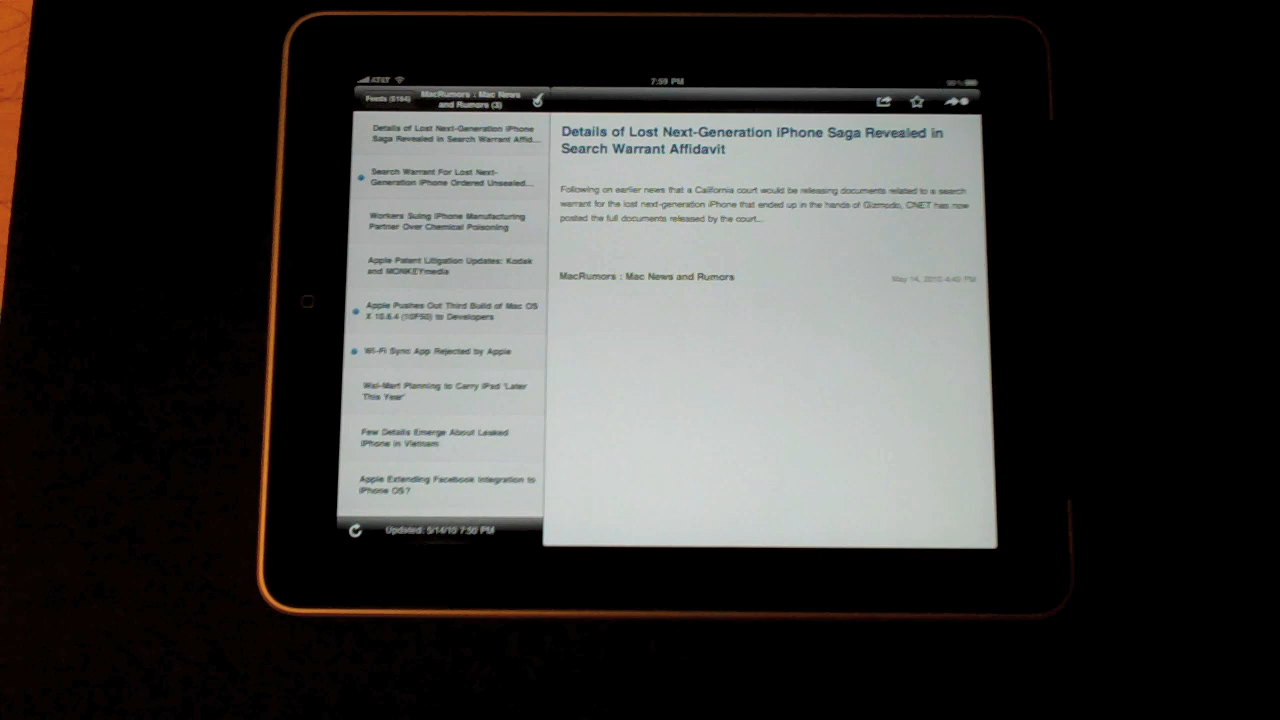 AT&T
7:59 PM
Feeds (5164)
MacRumors : Mac News
and Rumors (3)
Details of Lost Next-Generation iPhone
Saga Revealed in Search Warrant Affid...
Search Warrant For Lost Next-
Generation iPhone Ordered Unsealed...
Workers Suing iPhone Manufacturing
Partner Over Chemical Poisoning
Apple Patent Litigation Updates: Kodak
and MONKEYmedia
Apple Pushes Out Third Build of Mac OS
X 10.6.4 (10F50) to Developers
Wi-Fi Sync App Rejected by Apple
Wal-Mart Planning to Carry iPad 'Later
This Year'
Few Details Emerge About Leaked
iPhone in Vietnam
Apple Extending Facebook Integration to
iPhone OS?
Updated: 5/14/10 7:50 PM
Details of Lost Next-Generation iPhone Saga Revealed in
Search Warrant Affidavit
Following on earlier news that a California court would be releasing documents related to a search
warrant for the lost next-generation iPhone that ended up in the hands of Gizmodo, CNET has now
posted the full documents released by the court...
MacRumors : Mac News and Rumors
May 14, 2010 4:40 PM